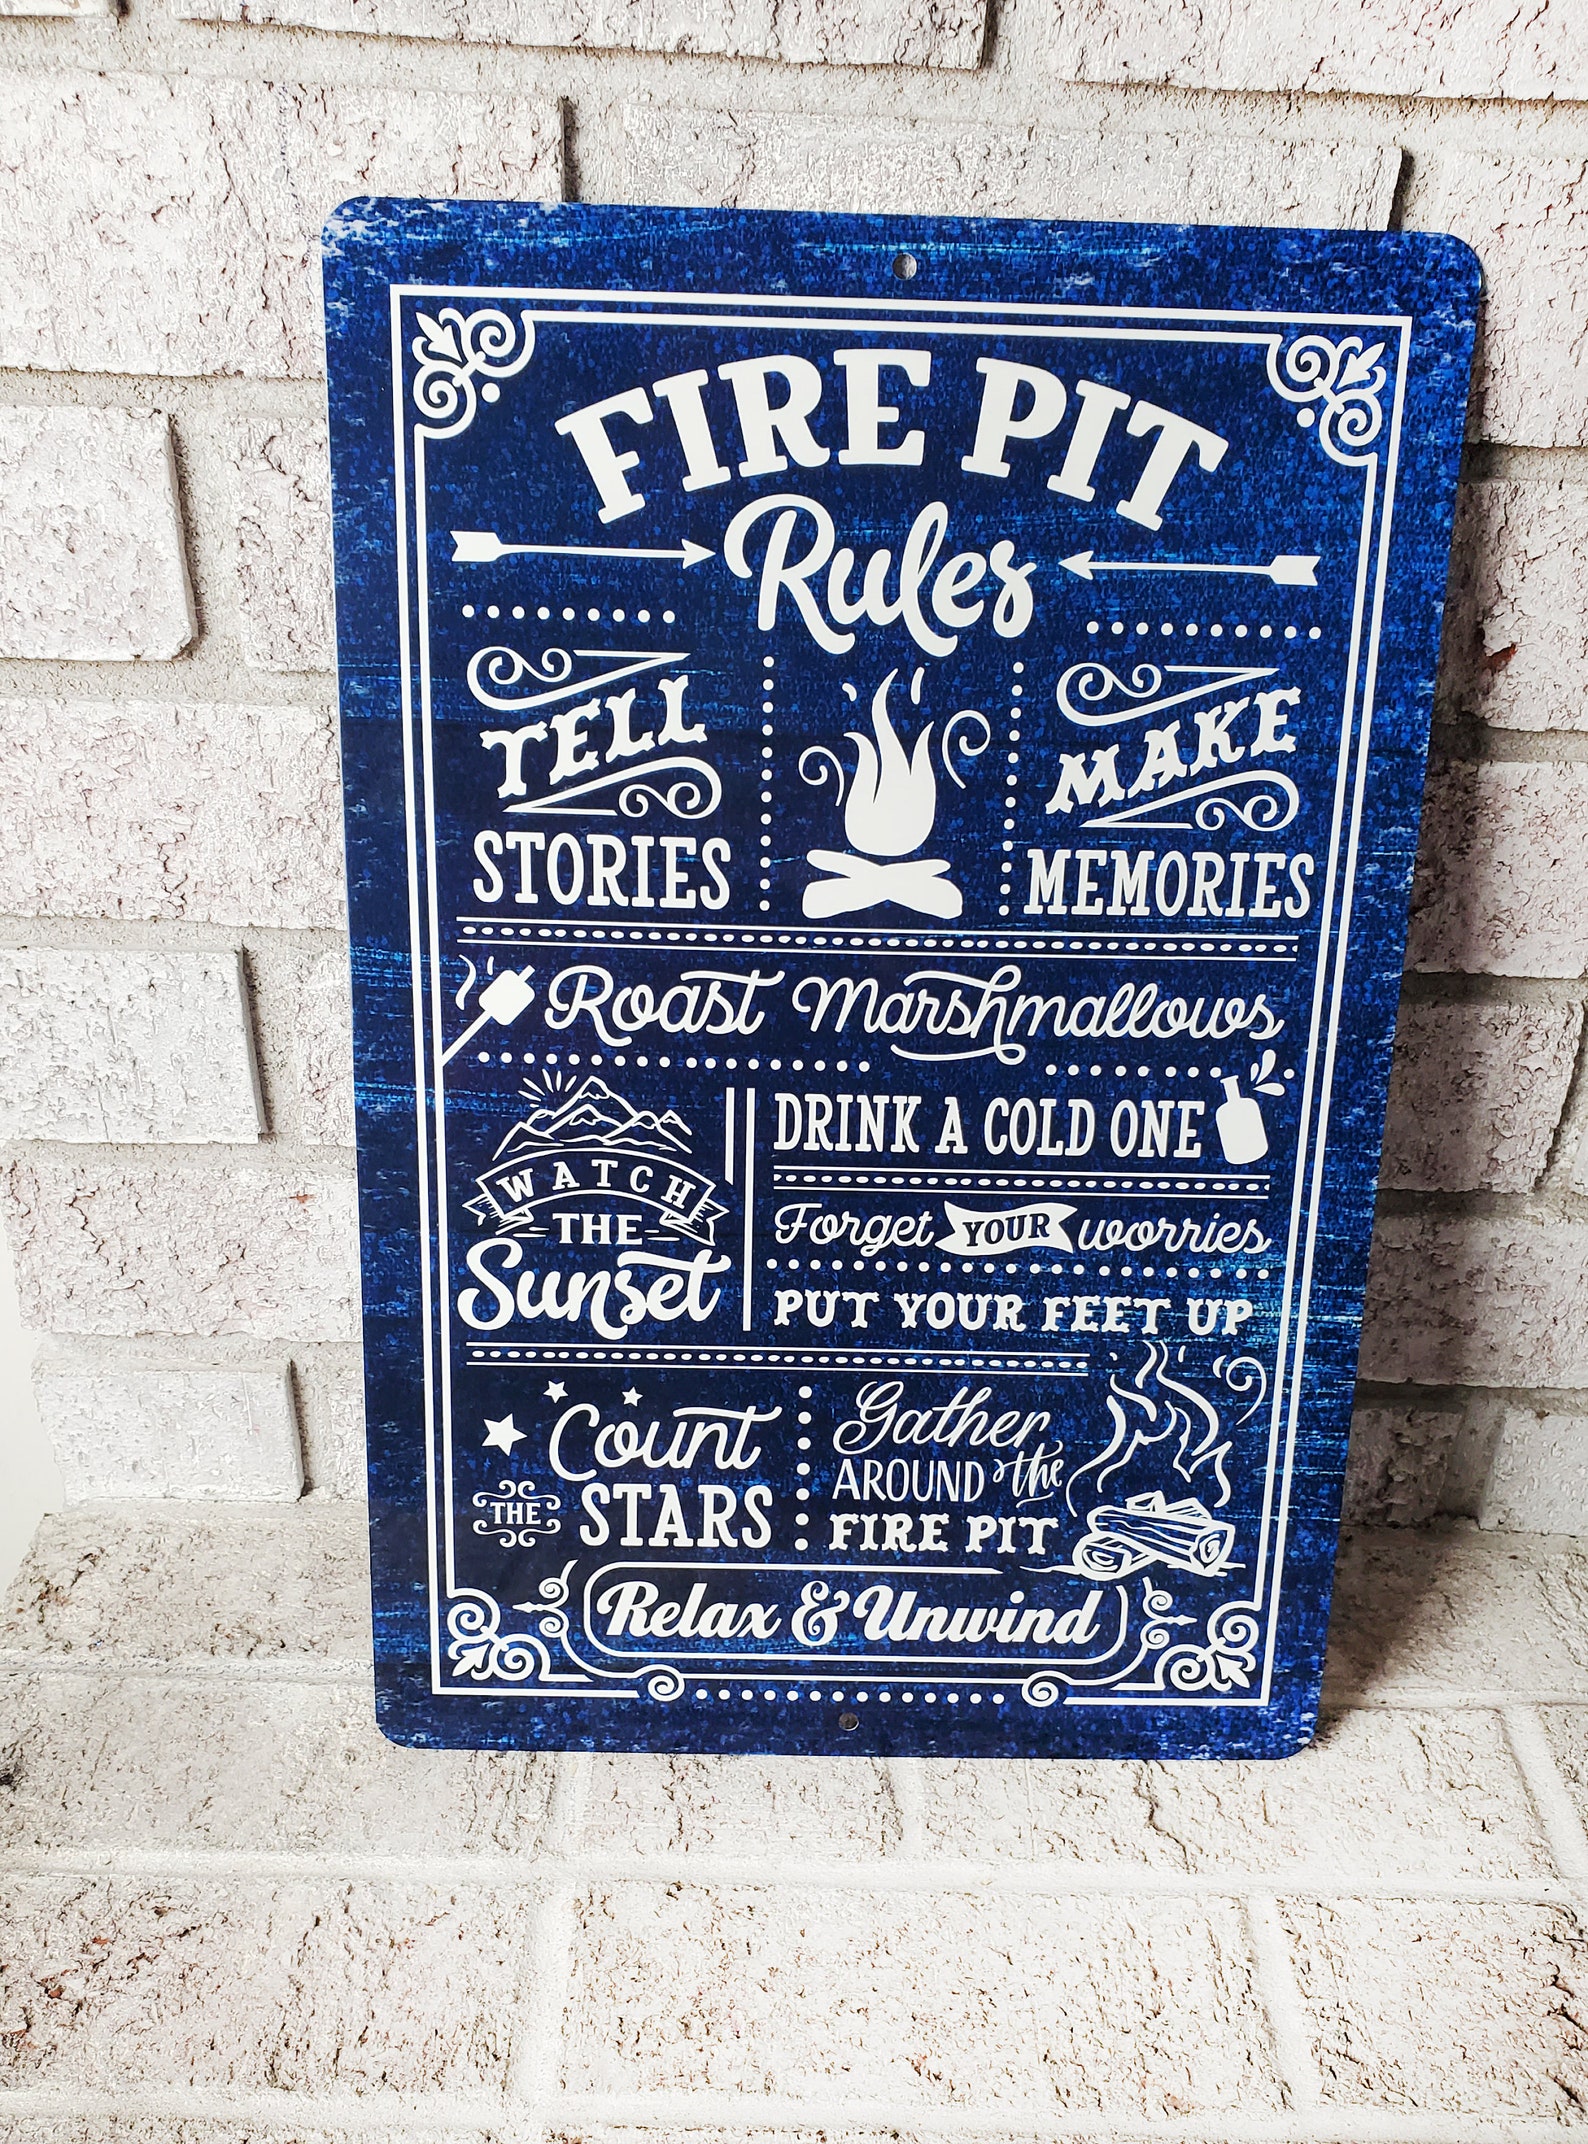 FIRE PIT
Rules
TELL
STORIES
MAKE
MEMORIES
Roast Marshmallows
WATCH
THE
Sunset
DRINK A COLD ONE
Forget YOUR worries
PUT YOUR FEET UP
Count
THE STARS
Gather
AROUND the
FIRE PIT
Relax & Unwind